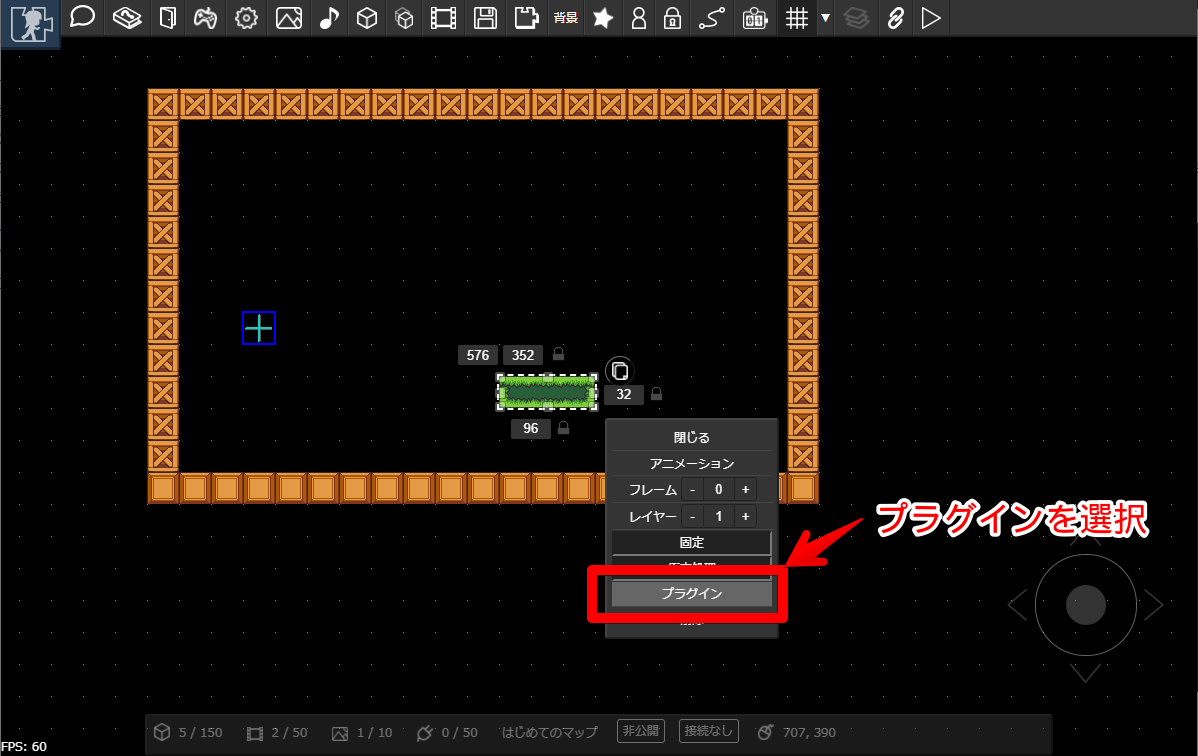 背景
01
576 352
32
96
閉じる
アニメーション
フレーム - 0 +
レイヤー - 1 +
固定
プラグイン
プラグインを選択
5 / 150 2 / 50 1 / 10 0 / 50 はじめてのマップ 非公開 接続なし 707, 390
FPS: 60